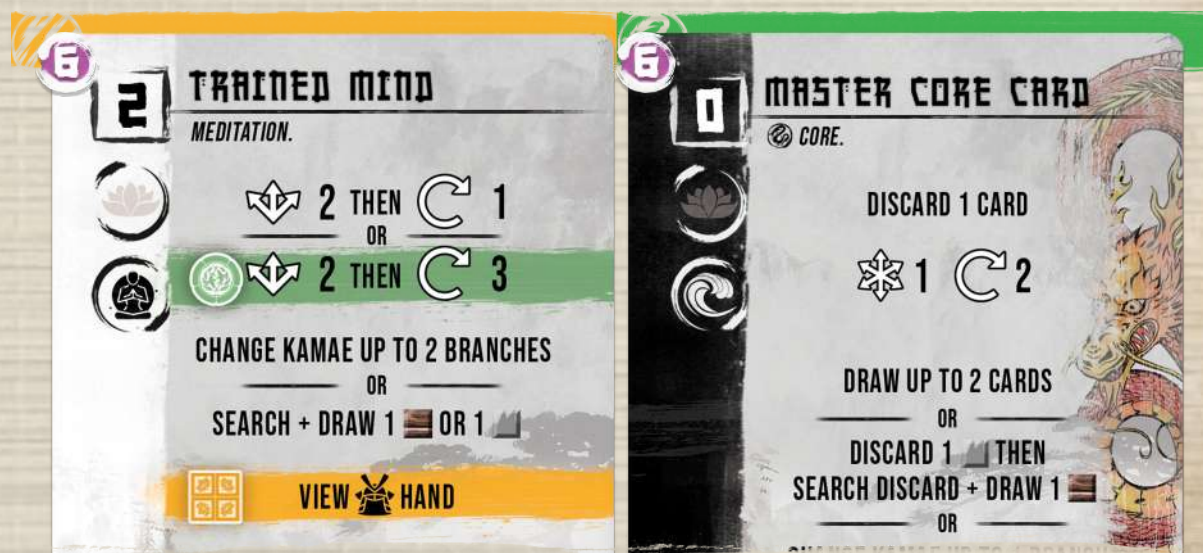 6
2
TRAINED MIND
MEDITATION.
2 THEN 1
OR
2 THEN 3
CHANGE KAMAE UP TO 2 BRANCHES
OR
SEARCH + DRAW 1 OR 1
VIEW HAND
6
0
MASTER CORE CARD
CORE.
DISCARD 1 CARD
1 2
DRAW UP TO 2 CARDS
OR
DISCARD 1 THEN
SEARCH DISCARD + DRAW 1
OR